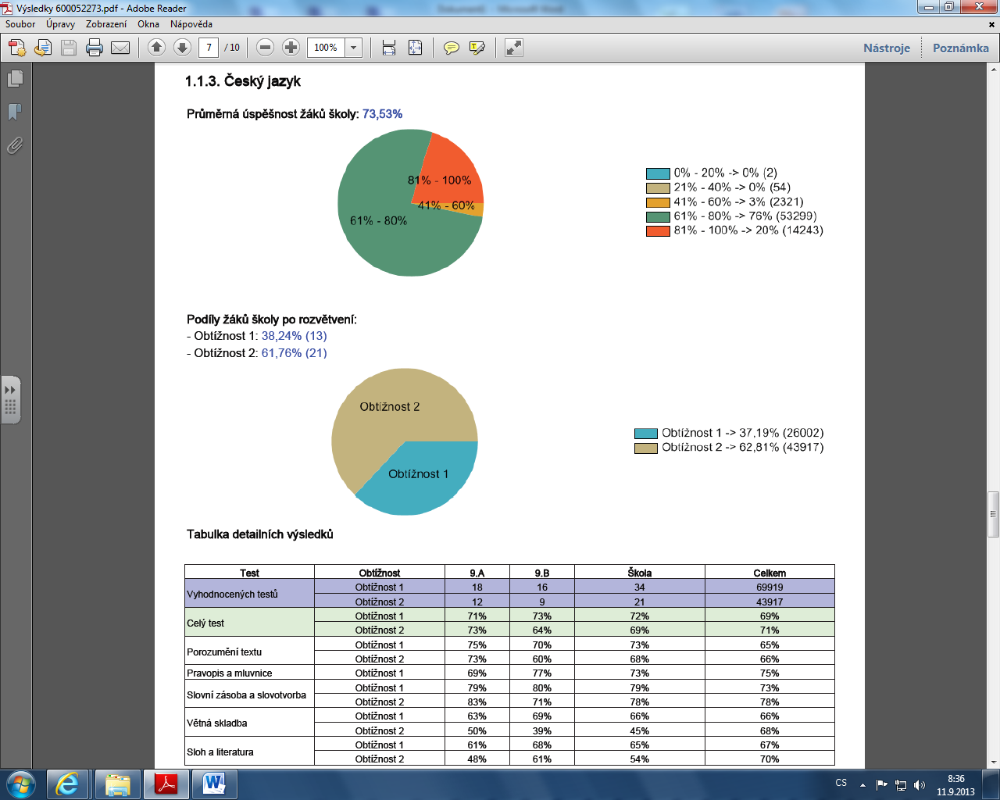 Výsledky 600052273.pdf - Adobe Reader
Soubor Úpravy Zobrazení Okna Nápověda
7 / 10 100% Nástroje Poznámka
1.1.3. Český jazyk
Průměrná úspěšnost žáků školy: 73,53%
81% - 100%
41% - 60%
61% - 80%
0% - 20% -> 0% (2)
21% - 40% -> 0% (54)
41% - 60% -> 3% (2321)
61% - 80% -> 76% (53299)
81% - 100% -> 20% (14243)
Podíly žáků školy po rozvětvení:
- Obtížnost 1: 38,24% (13)
- Obtížnost 2: 61,76% (21)
Obtížnost 2
Obtížnost 1
Obtížnost 1 -> 37,19% (26002)
Obtížnost 2 -> 62,81% (43917)
Tabulka detailních výsledků
Test Obtížnost 9.A 9.B Škola Celkem
Vyhodnocených testů
Obtížnost 1 18 16 34 69919
Obtížnost 2 12 9 21 43917
Celý test
Obtížnost 1 71% 73% 72% 69%
Obtížnost 2 73% 64% 69% 71%
Porozumění textu
Obtížnost 1 75% 70% 73% 65%
Obtížnost 2 73% 60% 68% 66%
Pravopis a mluvnice Obtížnost 1 69% 77% 73% 75%
Slovní zásoba a slovotvorba
Obtížnost 1 79% 80% 79% 73%
Obtížnost 2 83% 71% 78% 78%
Větná skladba
Obtížnost 1 63% 69% 66% 66%
Obtížnost 2 50% 39% 45% 68%
Sloh a literatura
Obtížnost 1 61% 68% 65% 67%
Obtížnost 2 48% 61% 54% 70%
CS 8:36
11.9.2013